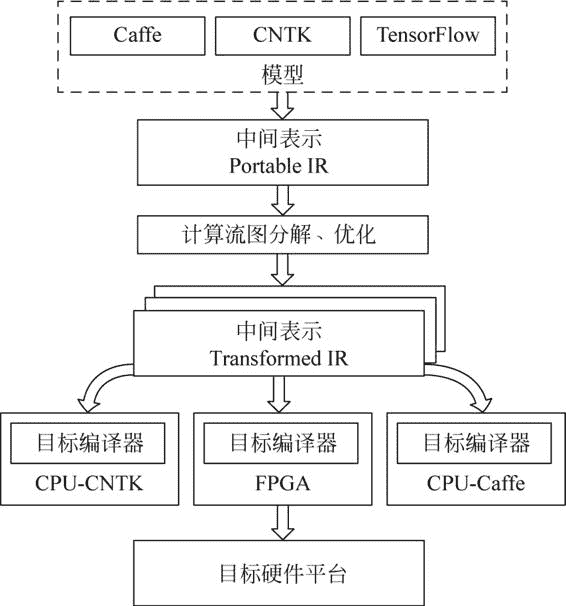 Caffe
CNTK
TensorFlow
模型
中间表示
Portable IR
计算流图分解、优化
中间表示
Transformed IR
目标编译器
CPU-CNTK
目标编译器
FPGA
目标编译器
CPU-Caffe
目标硬件平台